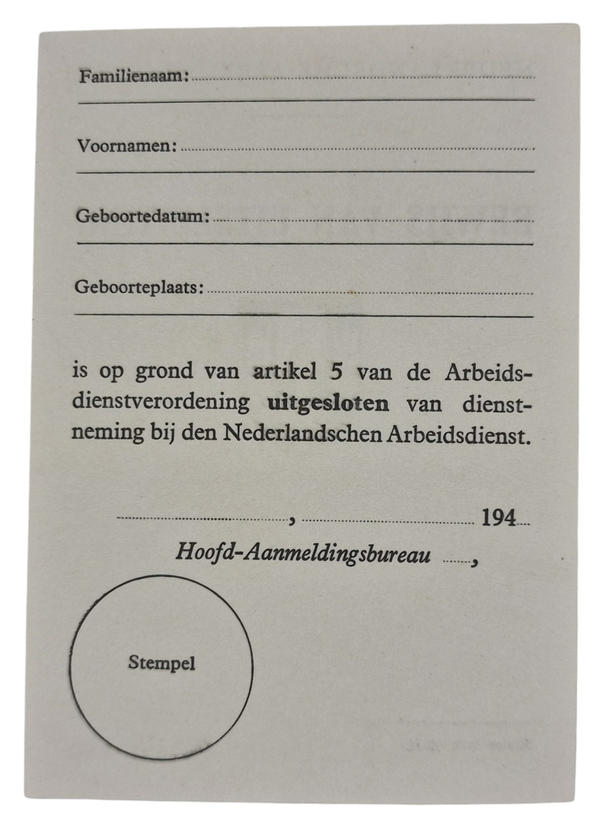 Familienaam:
Voornamen:
Geboortedatum:
Geboorteplaats:
is op grond van artikel 5 van de Arbeids-
dienstverordening uitgesloten van dienst-
neming bij den Nederlandschen Arbeidsdienst.
, 194
Hoofd-Aanmeldingsbureau ,
Stempel